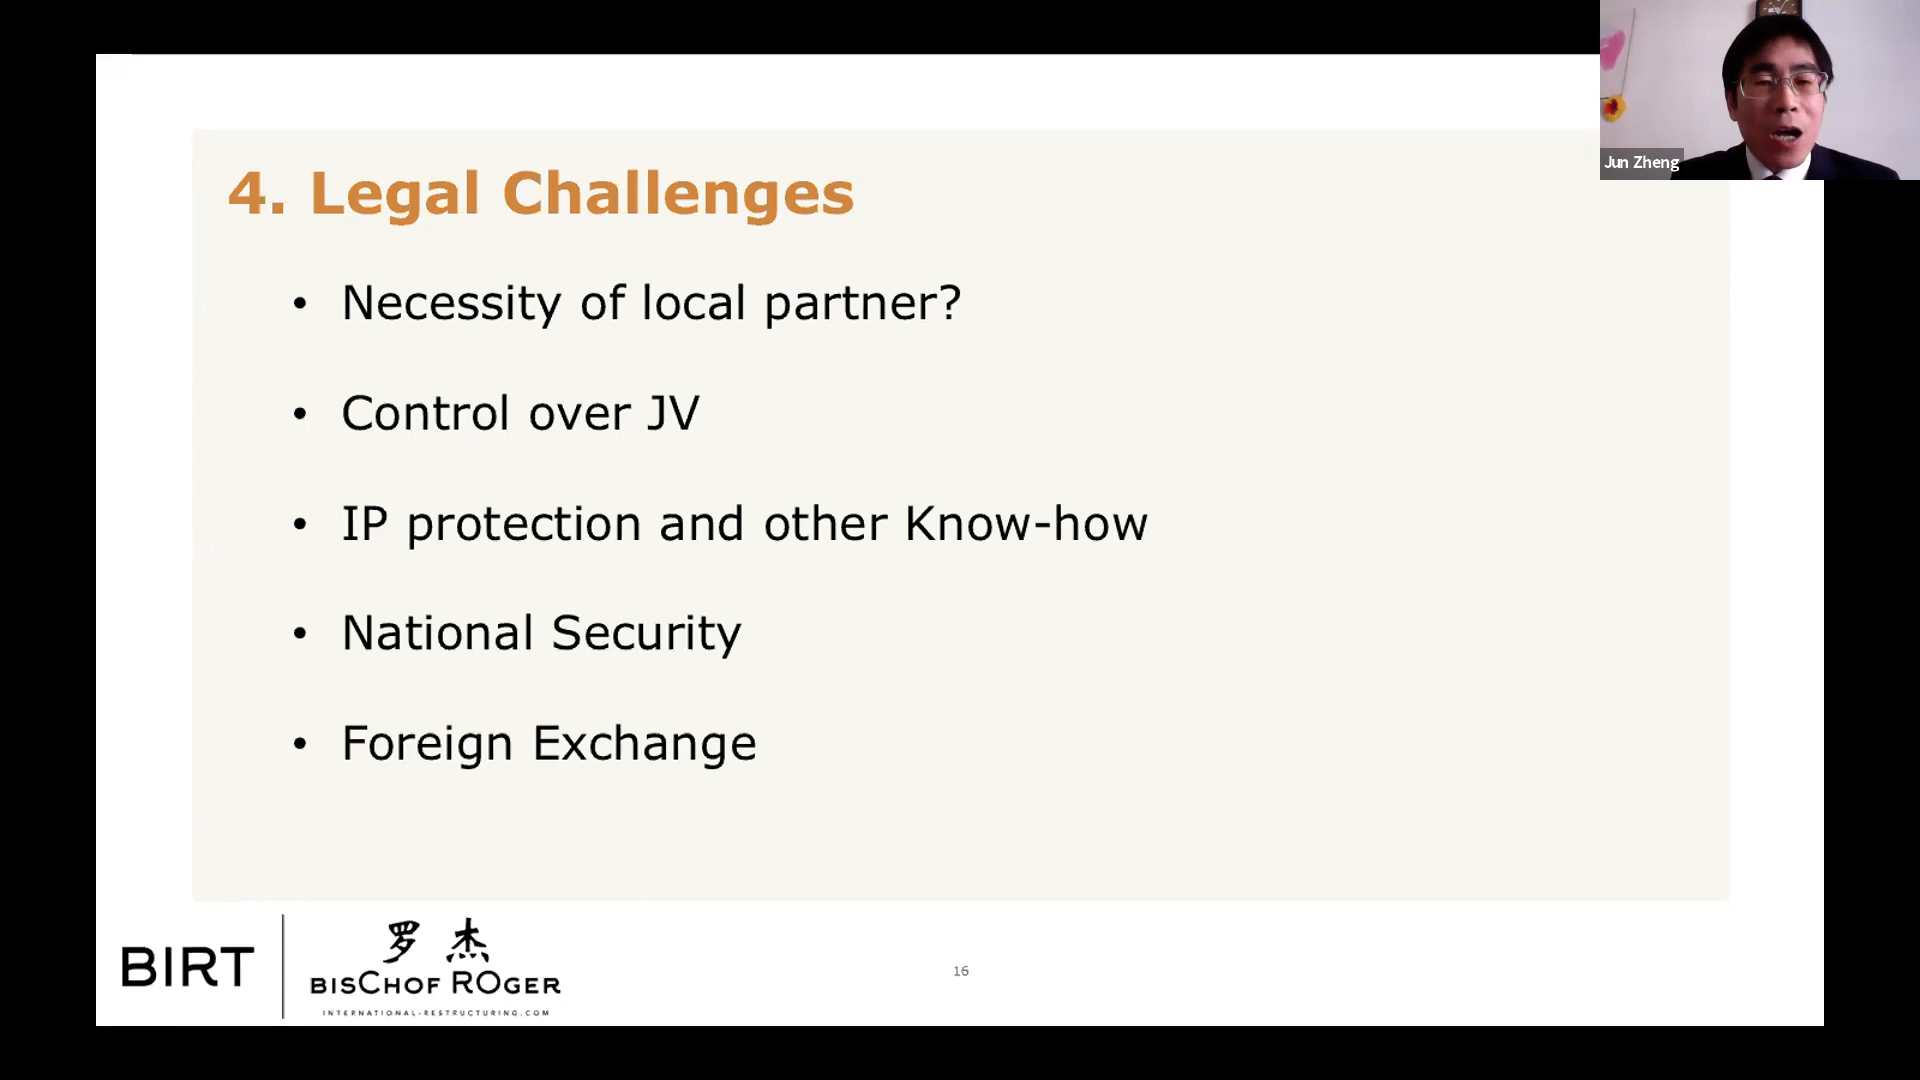 Jun Zheng
4. Legal Challenges
• Necessity of local partner?
• Control over JV
• IP protection and other Know-how
• National Security
• Foreign Exchange
BIRT
罗 杰
BISCHOF ROGER
INTERNATIONAL-RESTRUCTURING.COM
16